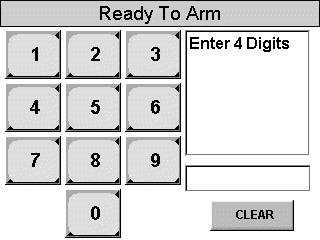 Ready To Arm
1 2 3
Enter 4 Digits
4 5 6
7 8 9
0
CLEAR